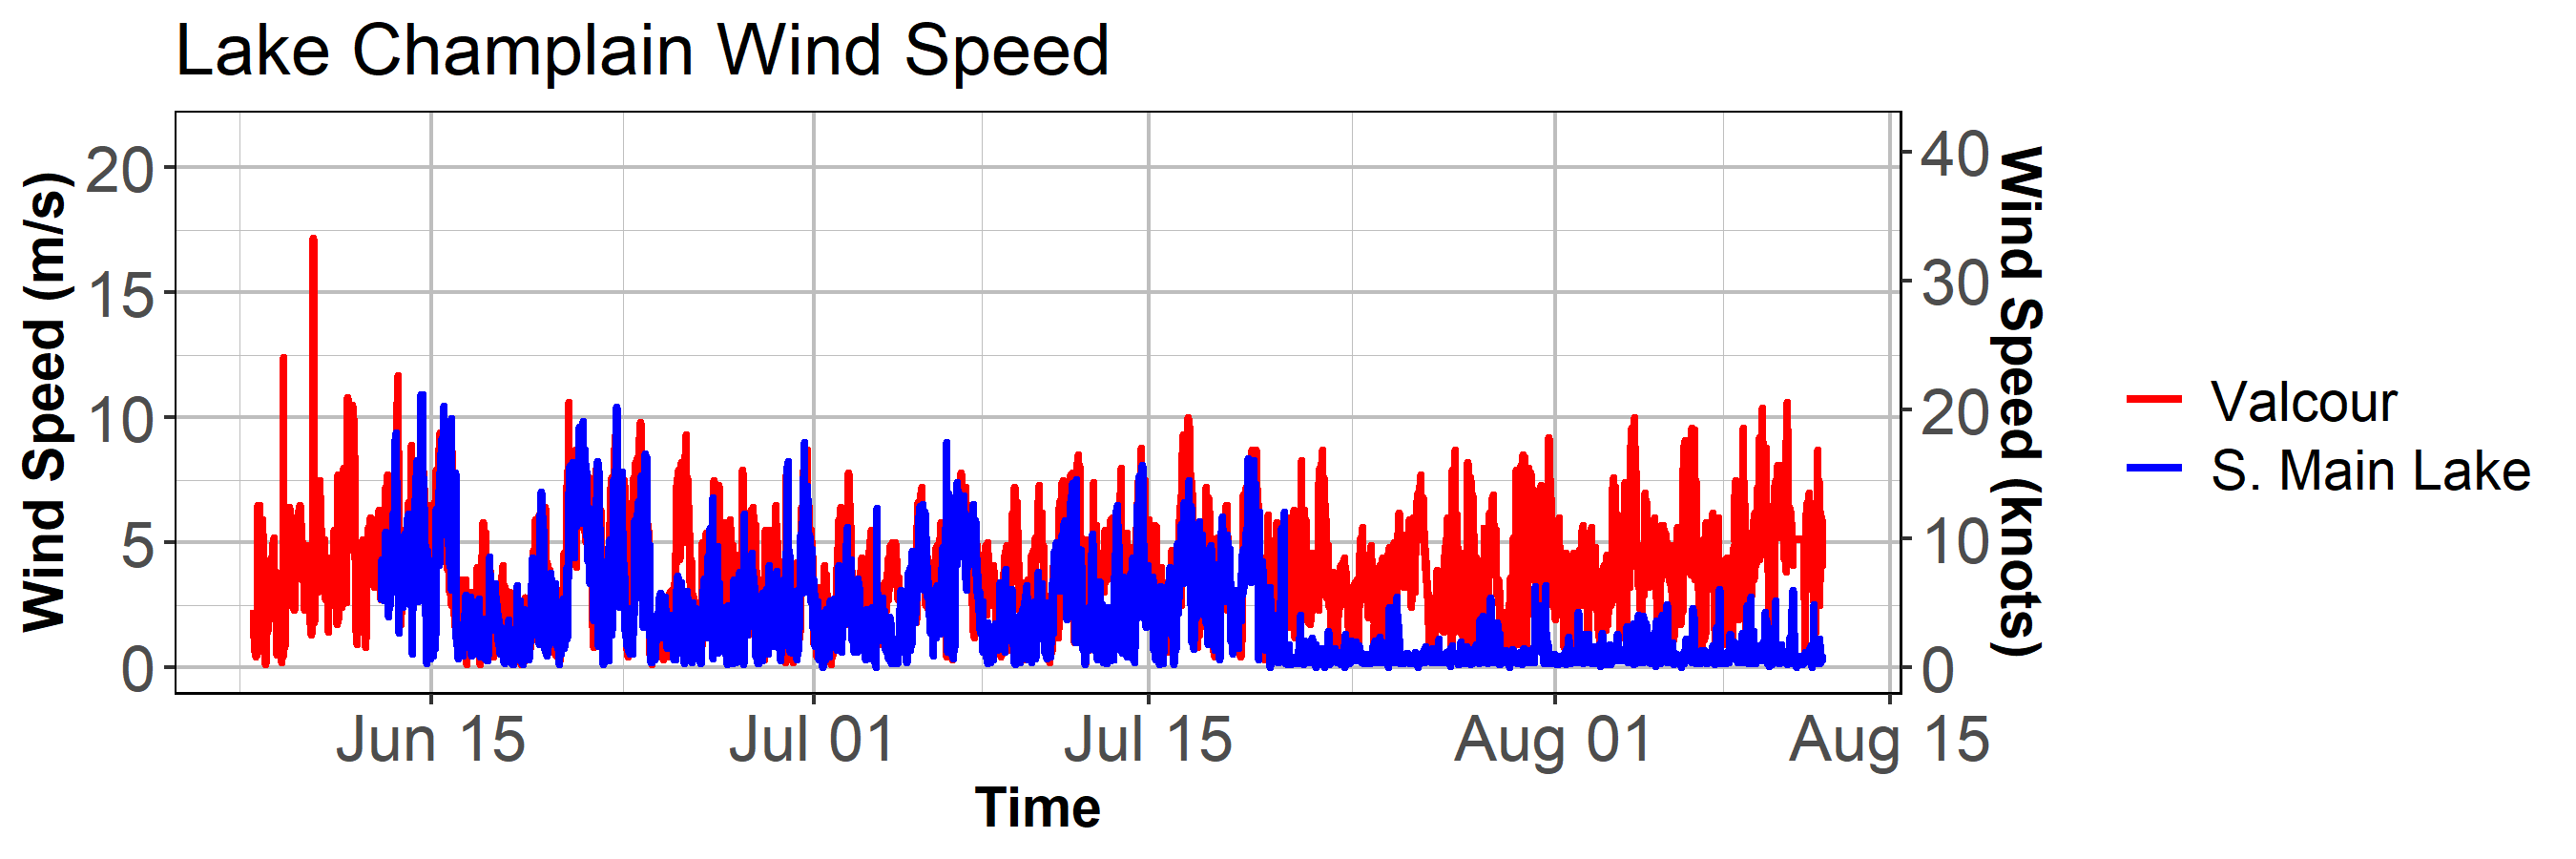 Lake Champlain Wind Speed
Wind Speed (m/s)
20
15
10
5
0
40
30
20
10
0
Wind Speed (knots)
Valcour
S. Main Lake
Jun 15
Jul 01
Jul 15
Aug 01
Aug 15
Time